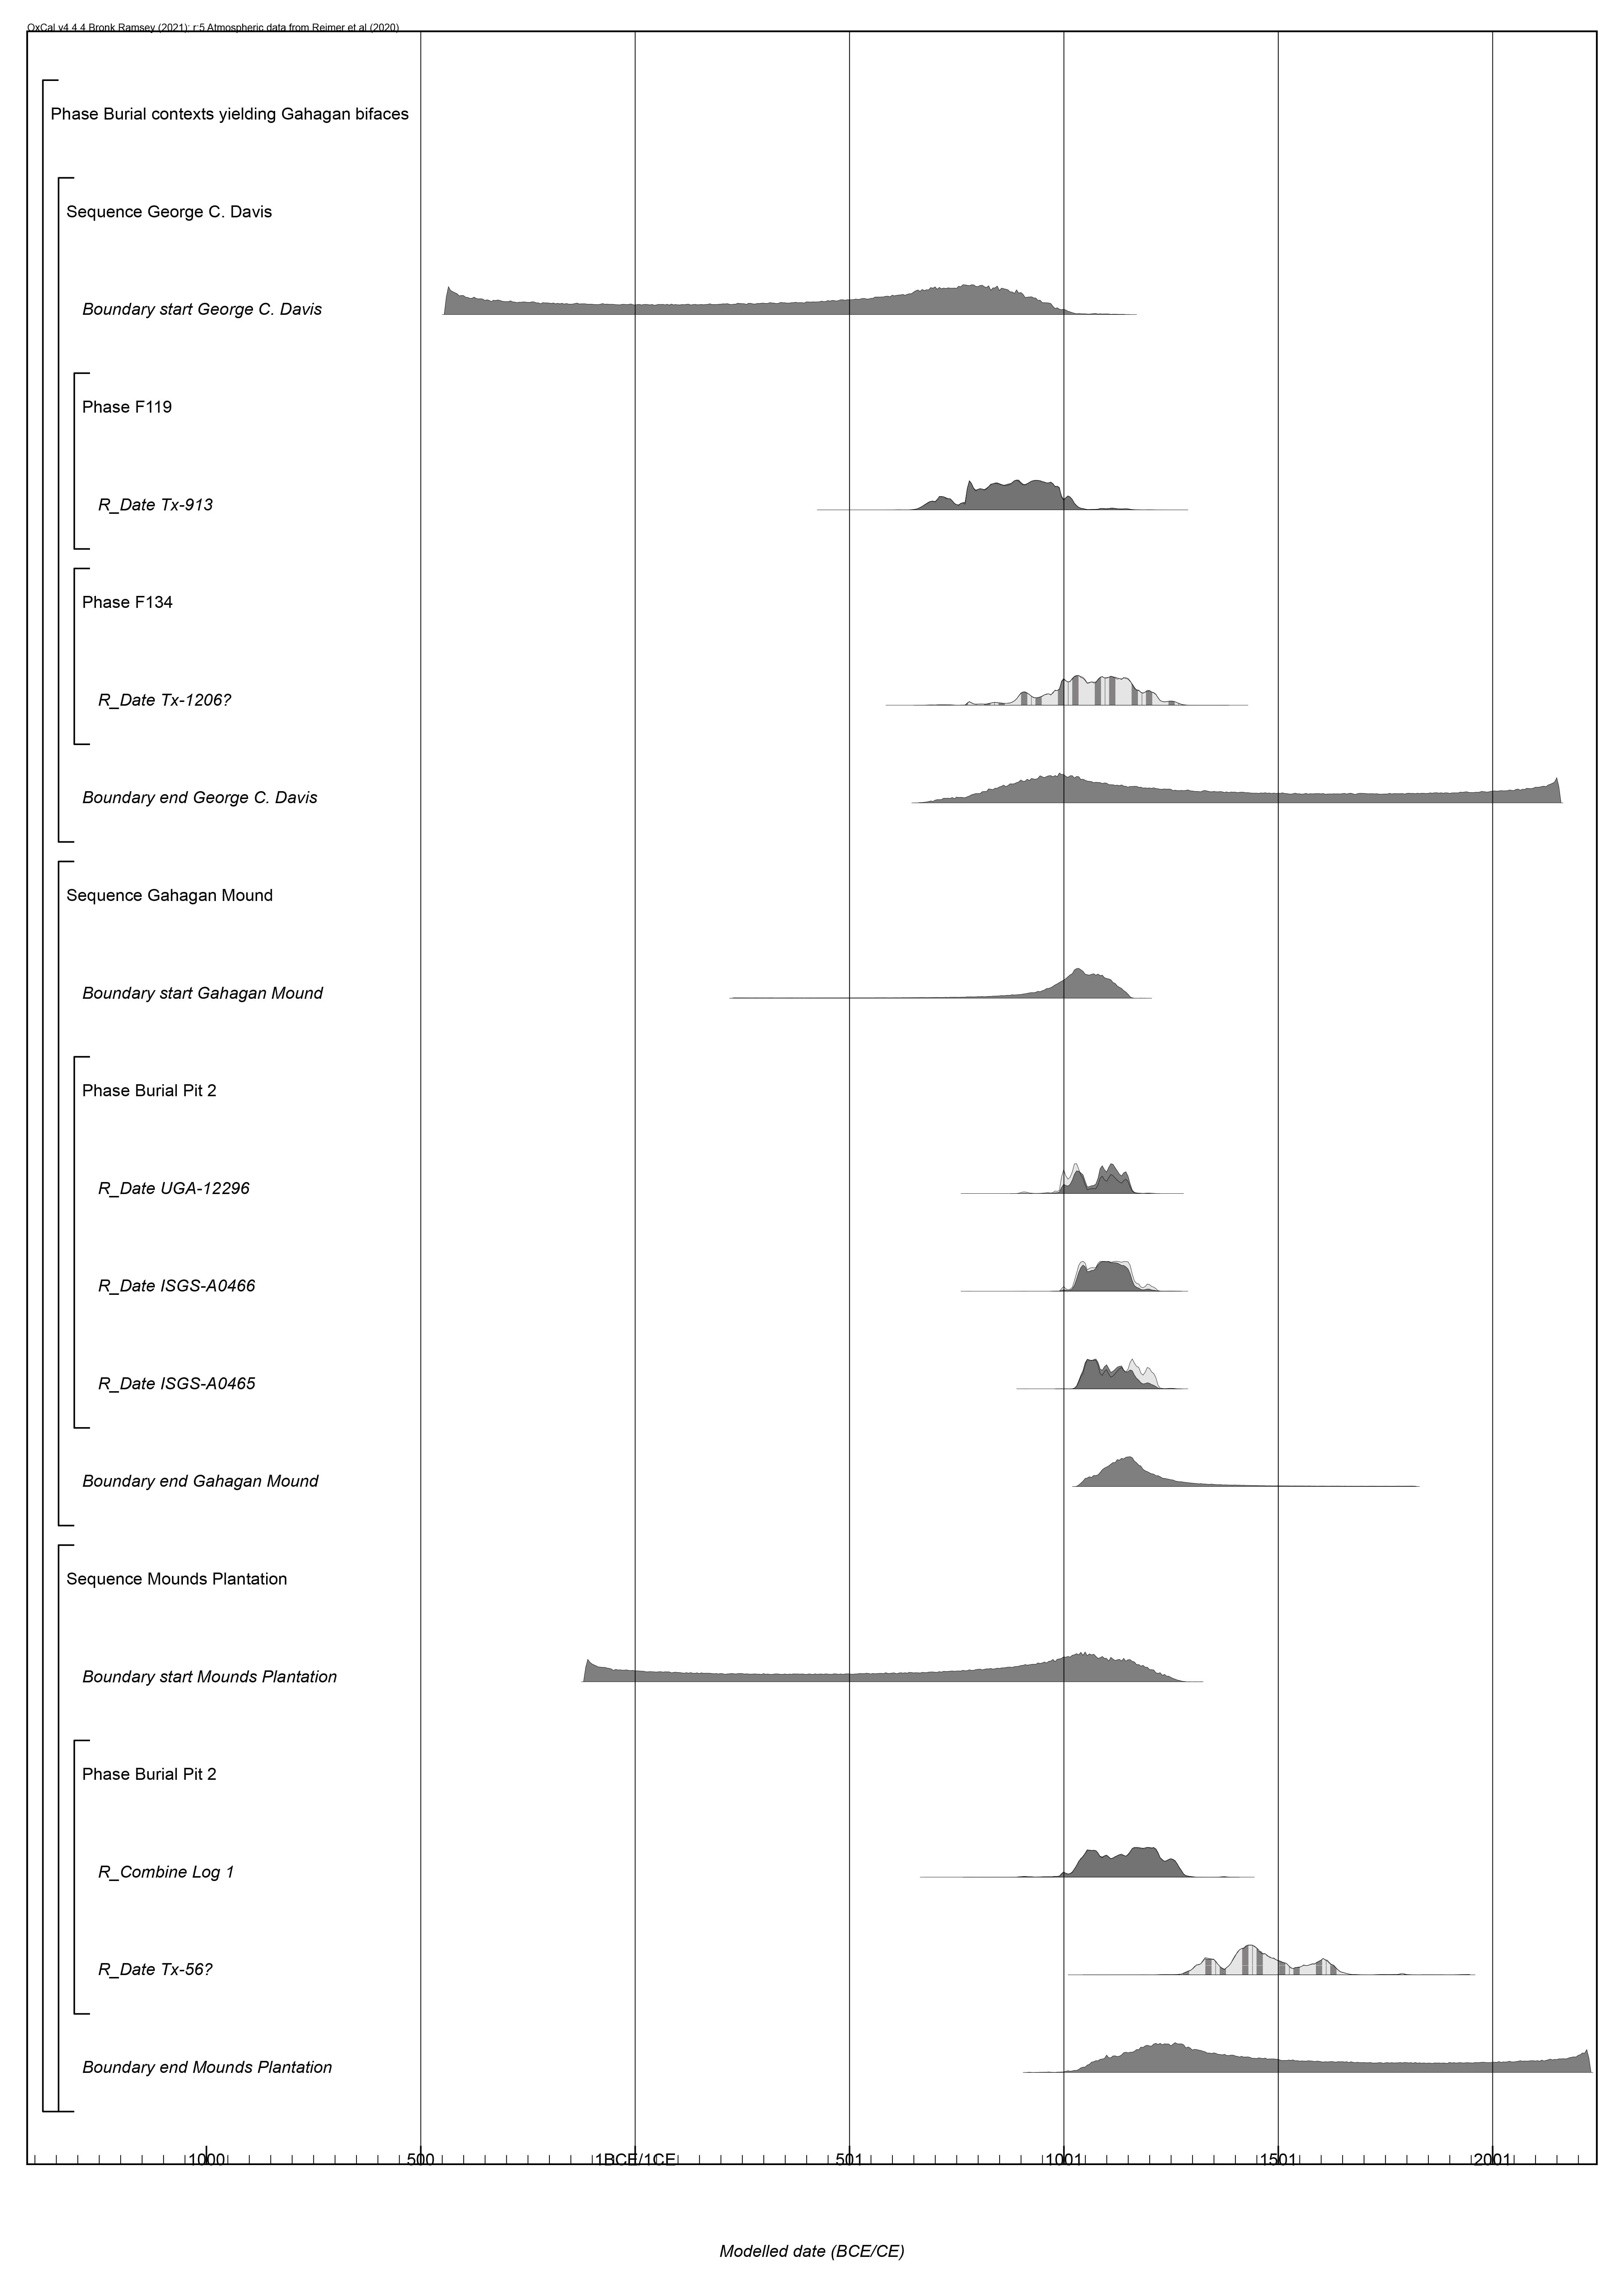 OxCal v4.4.4 Bronk Ramsey (2021); r:5 Atmospheric data from Reimer et al (2020)
Phase Burial contexts yielding Gahagan bifaces
Sequence George C. Davis
Boundary start George C. Davis
Phase F119
R_Date Tx-913
Phase F134
R_Date Tx-1206?
Boundary end George C. Davis
Sequence Gahagan Mound
Boundary start Gahagan Mound
Phase Burial Pit 2
R_Date UGA-12296
R_Date ISGS-A0466
R_Date ISGS-A0465
Boundary end Gahagan Mound
Sequence Mounds Plantation
Boundary start Mounds Plantation
Phase Burial Pit 2
R_Combine Log 1
R_Date Tx-56?
Boundary end Mounds Plantation
1000 500 1BCE/1CE 501 1001 1501 2001
Modelled date (BCE/CE)